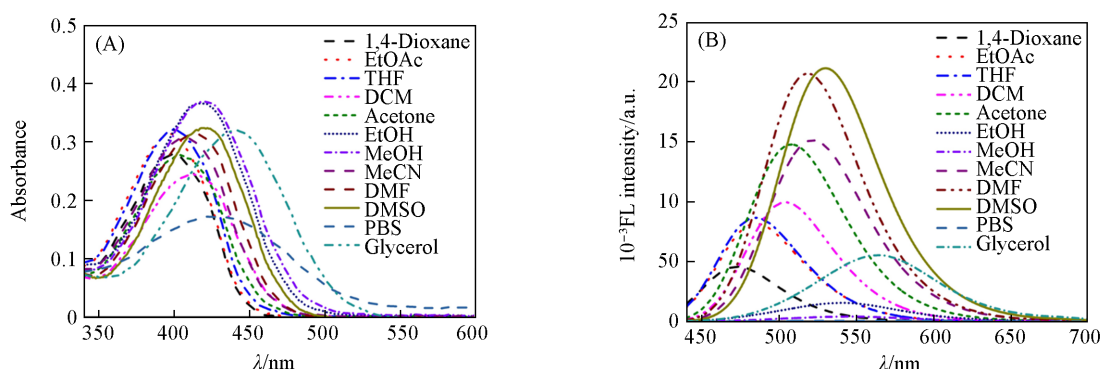 (A)
0.5
0.4
0.3
0.2
0.1
0
Absorbance
340
400
450
500
550
600
λ/nm
1,4-Dioxane
EtOAc
THF
DCM
Acetone
EtOH
MeOH
MeCN
DMF
DMSO
PBS
Glycerol
(B)
25
20
15
10
50
0
10⁻³FL intensity/a.u.
450
500
550
600
700
λ/nm
1,4-Dioxane
EtOAc
THF
DCM
Acetone
EtOH
MeOH
MeCN
DMF
DMSO
PBS
Glycerol